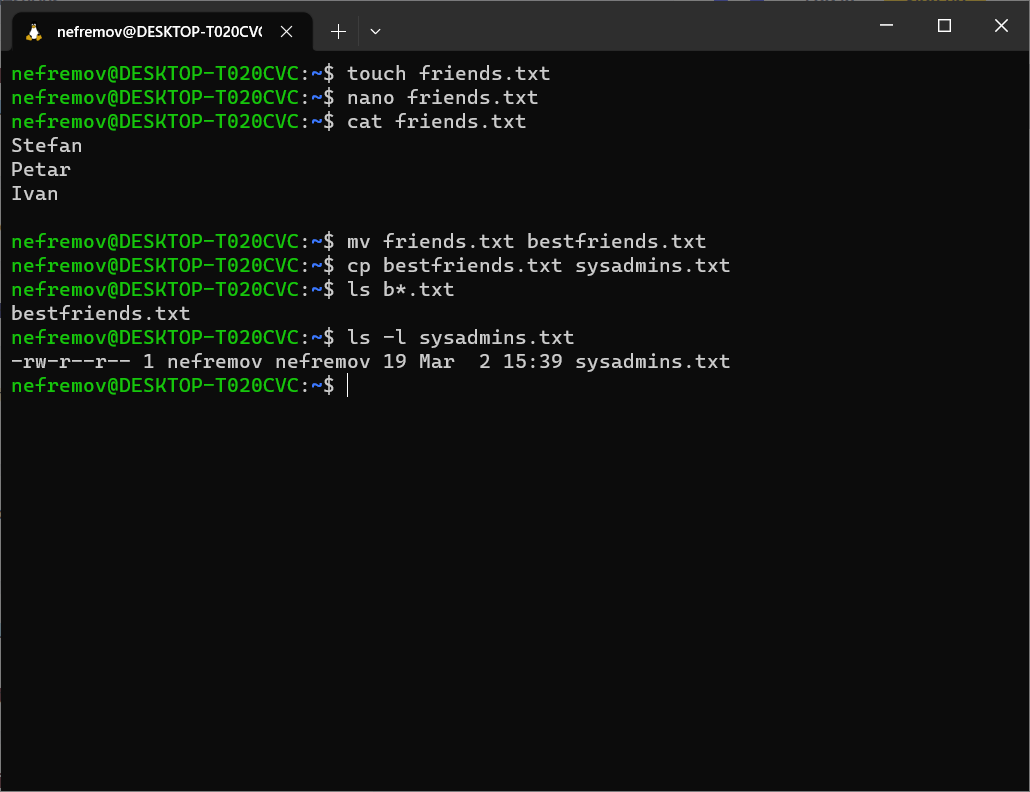 nefremov@DESKTOP-T020CV
nefremov@DESKTOP-T020CVC:~$ touch friends.txt
nefremov@DESKTOP-T020CVC:~$ nano friends.txt
nefremov@DESKTOP-T020CVC:~$ cat friends.txt
Stefan
Petar
Ivan
nefremov@DESKTOP-T020CVC:~$ mv friends.txt bestfriends.txt
nefremov@DESKTOP-T020CVC:~$ cp bestfriends.txt sysadmins.txt
nefremov@DESKTOP-T020CVC:~$ ls b*.txt
bestfriends.txt
nefremov@DESKTOP-T020CVC:~$ ls -l sysadmins.txt
-rw-r--r-- 1 nefremov nefremov 19 Mar  2 15:39 sysadmins.txt
nefremov@DESKTOP-T020CVC:~$